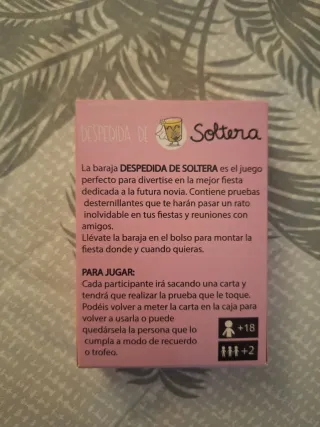 DESPEDIDA DE Soltera
La baraja DESPEDIDA DE SOLTERA es el juego
perfecto para divertise en la mejor fiesta
dedicada a la futura novia. Contiene pruebas
desternillantes que te harán pasar un rato
inolvidable en tus fiestas y reuniones con
amigos.
Llévate la baraja en el bolso para montar la
fiesta donde y cuando quieras.
PARA JUGAR:
Cada participante irá sacando una carta y
tendrá que realizar la prueba que le toque.
Podéis volver a meter la carta en la caja para
volver a usarla o puede
quedársela la persona que lo
cumpla a modo de recuerdo
o trofeo.
+18
+2